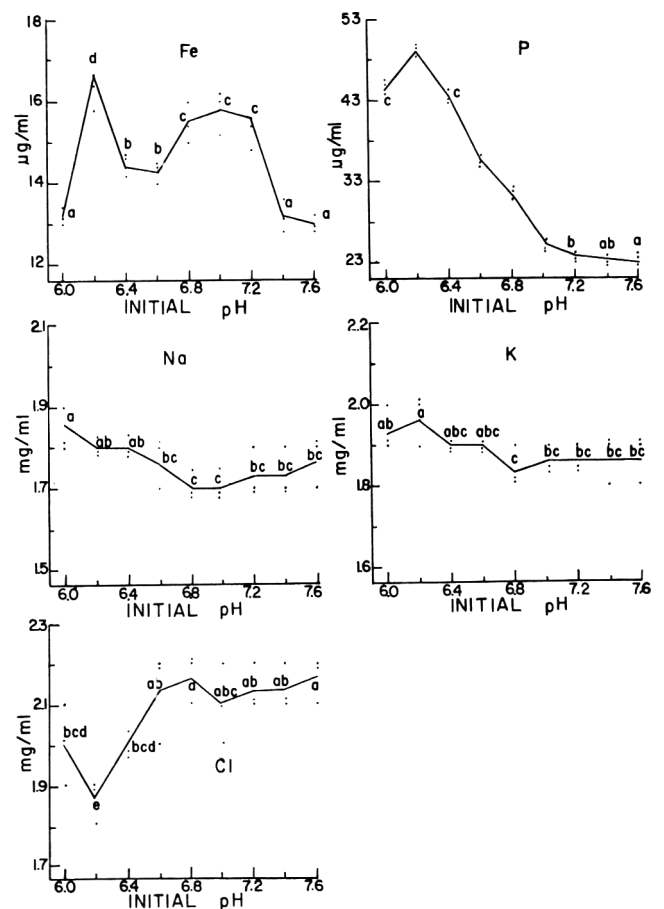 18
16
14
12
µg/ml
Fe
a
d
b
b
c
c
c
a
a
6.0
6.4
6.8
7.2
7.6
INITIAL pH
53
43
33
23
µg/ml
P
c
c
b
ab
a
6.0
6.4
6.8
7.2
7.6
INITIAL pH
2.1
1.9
1.7
1.5
mg/ml
Na
a
ab
ab
bc
c
c
bc
bc
bc
6.0
6.4
6.8
7.2
7.6
INITIAL pH
2.2
2.0
1.8
1.6
mg/ml
K
ab
a
abc
abc
c
bc
bc
bc
bc
6.0
6.4
6.8
7.2
7.6
INITIAL pH
2.3
2.1
1.9
1.7
mg/ml
Cl
bcd
e
bcd
ab
a
abc
ab
ab
a
6.0
6.4
6.8
7.2
7.6
INITIAL pH